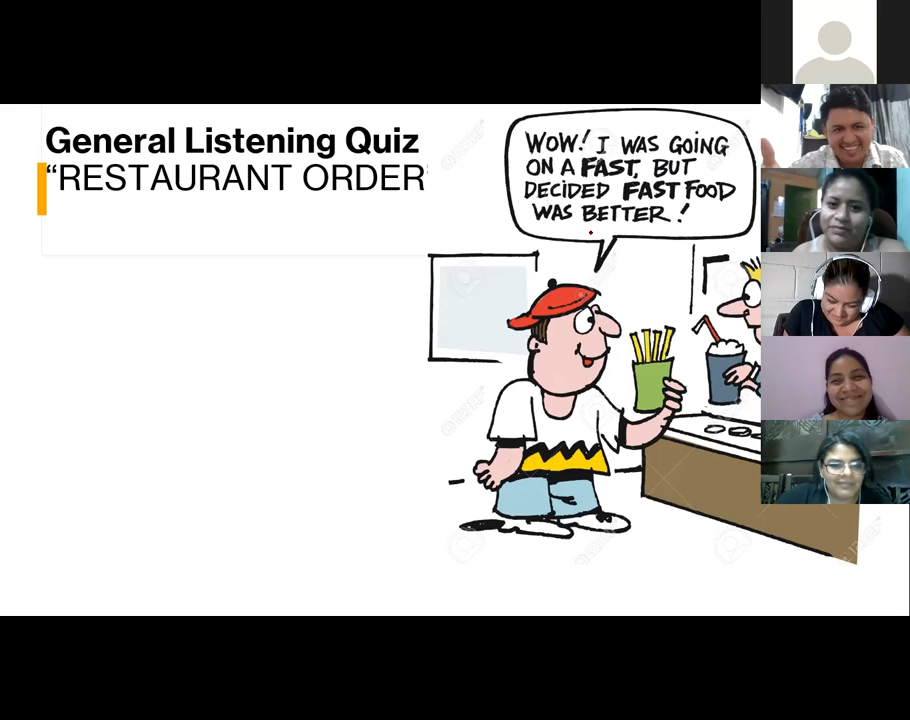 General Listening Quiz
“RESTAURANT ORDER
WOW! I WAS GOING
ON A FAST, BUT
DECIDED FAST FOOD
WAS BETTER!